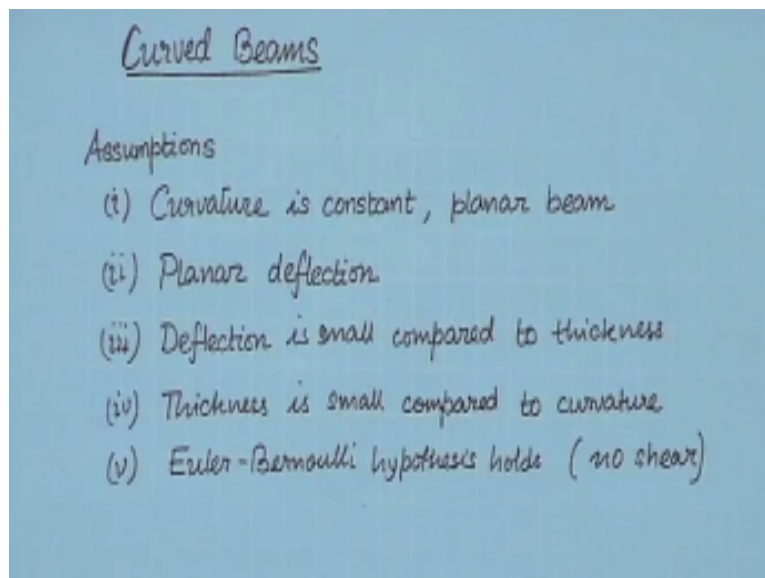 Curved Beams
Assumptions
(i) Curvature is constant, planar beam
(ii) Planar deflection
(iii) Deflection is small compared to thickness
(iv) Thickness is small compared to curvature
(v) Euler-Bernoulli hypothesis holds (no shear)